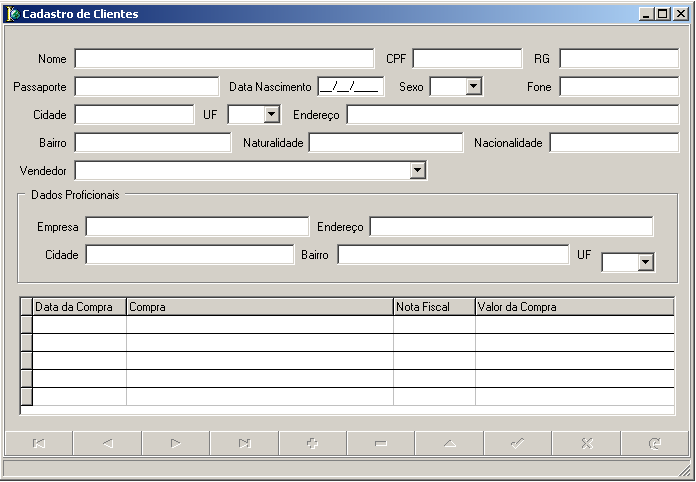 Cadastro de Clientes
Nome CPF RG
Passaporte Data Nascimento __/__/____ Sexo Fone
Cidade UF Endereço
Bairro Naturalidade Nacionalidade
Vendedor
Dados Proficionais
Empresa Endereço
Cidade Bairro UF
Data da Compra Compra Nota Fiscal Valor da Compra